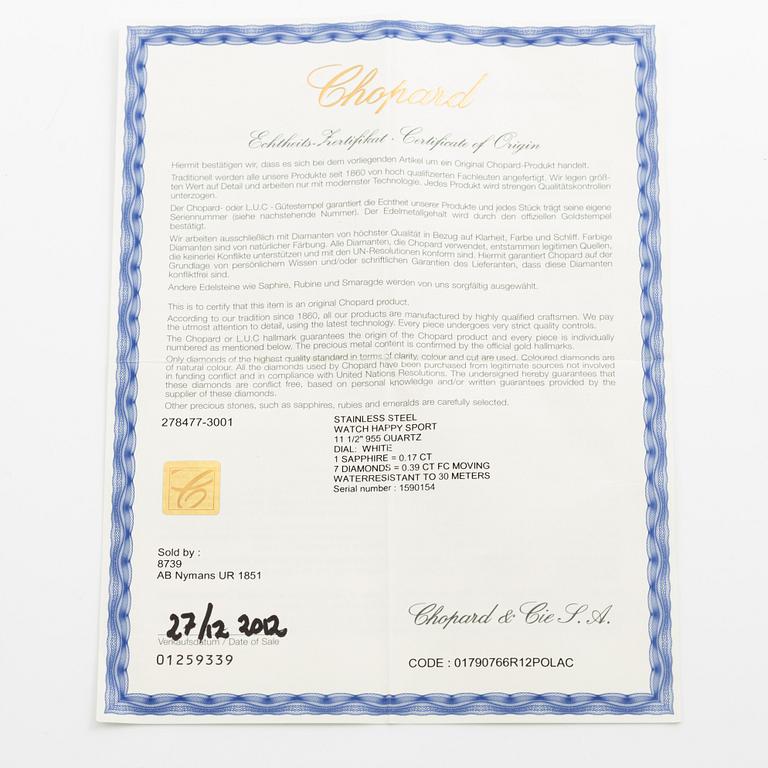 Chopard
Echtheits-Zertifikat · Certificate of Origin
Hiermit bestätigen wir, dass es sich bei dem vorliegenden Artikel um ein Original Chopard-Produkt handelt.
Traditionell werden alle unsere Produkte seit 1860 von hoch qualifizierten Fachleuten angefertigt. Wir legen größ-
ten Wert auf Detail und arbeiten nur mit modernster Technologie. Jedes Produkt wird strengen Qualitätskontrollen
unterzogen.
Der Chopard- oder L.U.C - Gütestempel garantiert die Echtheit unserer Produkte und jedes Stück trägt seine eigene
Seriennummer (siehe nachstehende Nummer). Der Edelmetallgehalt wird durch den offiziellen Goldstempel
bestätigt.
Wir arbeiten ausschließlich mit Diamanten von höchster Qualität in Bezug auf Klarheit, Farbe und Schliff. Farbige
Diamanten sind von natürlicher Färbung. Alle Diamanten, die Chopard verwendet, entstammen legitimen Quellen,
die keinerlei Konflikte unterstützen und mit den UN-Resolutionen konform sind. Hiermit garantiert Chopard auf der
Grundlage von persönlichem Wissen und/oder schriftlichen Garantien des Lieferanten, dass diese Diamanten
konfliktfrei sind.
Andere Edelsteine wie Saphire, Rubine und Smaragde werden von uns sorgfältig ausgewählt.
This is to certify that this item is an original Chopard product.
According to our tradition since 1860, all our products are manufactured by highly qualified craftsmen. We pay
the utmost attention to detail, using the latest technology. Every piece undergoes very strict quality controls.
The Chopard or L.U.C hallmark guarantees the origin of the Chopard product and every piece is individually
numbered as mentioned below. The precious metal content is confirmed by the official gold hallmarks.
Only diamonds of the highest quality standard in terms of clarity, colour and cut are used. Coloured diamonds are
of natural colour. All the diamonds used by Chopard have been purchased from legitimate sources not involved
in funding conflict and in compliance with United Nations Resolutions. The undersigned hereby guarantees that
these diamonds are conflict free, based on personal knowledge and/or written guarantees provided by the
supplier of these diamonds.
Other precious stones, such as sapphires, rubies and emeralds are carefully selected.
278477-3001
STAINLESS STEEL
WATCH HAPPY SPORT
11 1/2" 955 QUARTZ
DIAL: WHITE
1 SAPPHIRE = 0.17 CT
7 DIAMONDS = 0.39 CT FC MOVING
WATERRESISTANT TO 30 METERS
Serial number : 1590154
Sold by :
8739
AB Nymans UR 1851
27/12 2012
Verkaufsdatum / Date of Sale
01259339
Chopard & Cie S.A.
CODE : 01790766R12POLAC